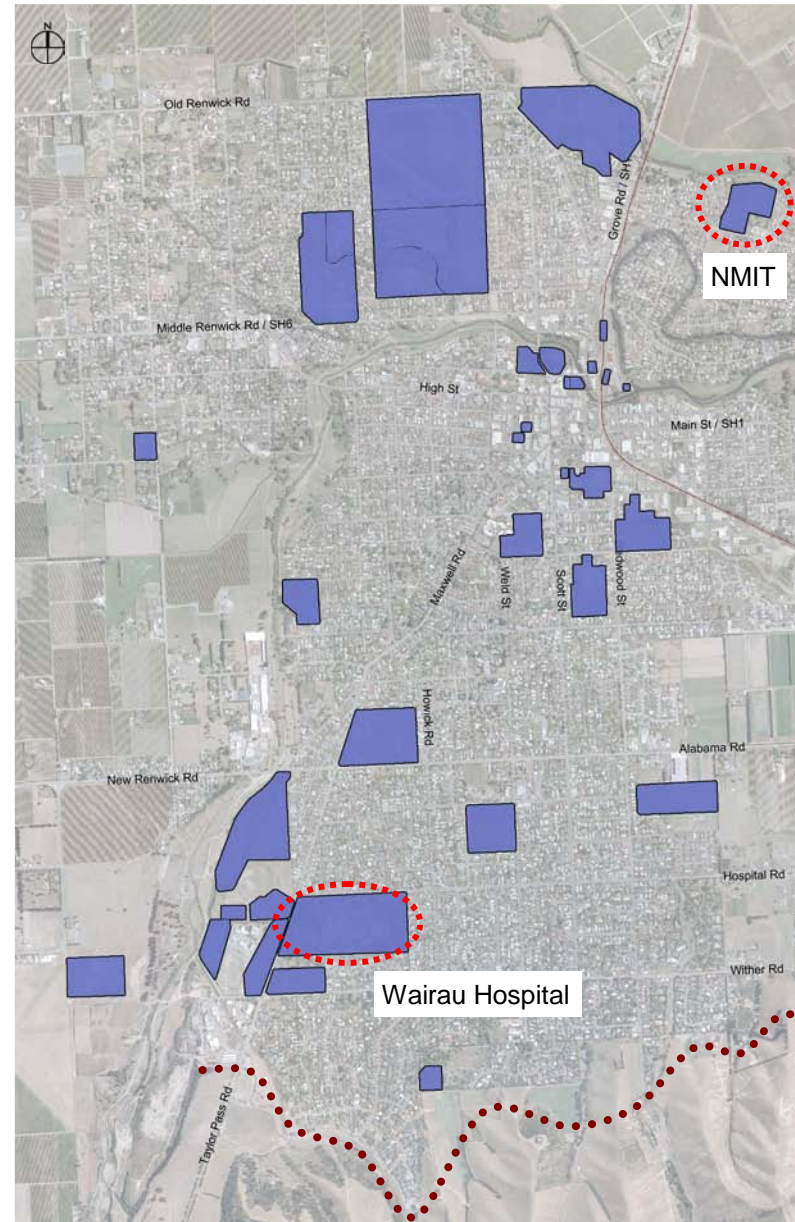 N
Old Renwick Rd
Grove Rd / SH1
NMIT
Middle Renwick Rd / SH6
High St
Main St / SH1
Maxwell Rd
Weld St
Scott St
Howick Rd
Alabama Rd
New Renwick Rd
Hospital Rd
Wither Rd
Wairau Hospital
Taylor Pass Rd